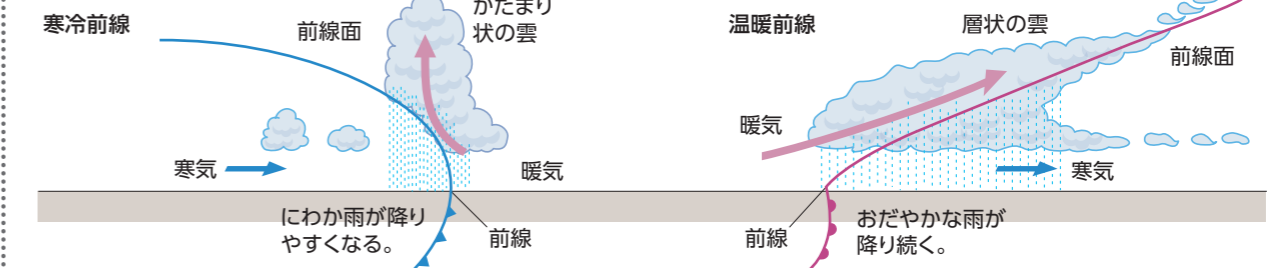 寒冷前線
前線面
かたまり
状の雲
寒気
暖気
にわか雨が降り
やすくなる。
前線
温暖前線
層状の雲
前線面
暖気
寒気
前線
おだやかな雨が
降り続く。